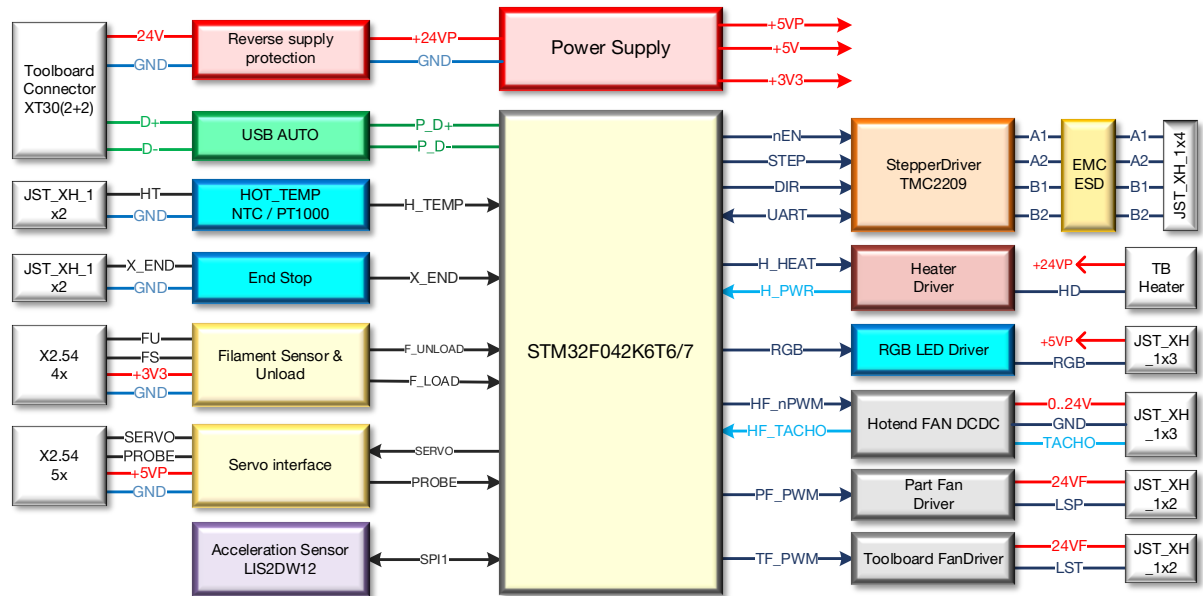 Toolboard
Connector
XT30(2+2)
24V
GND
D+
D-
Reverse supply
protection
+24VP
GND
Power Supply
+5VP
+5V
+3V3
USB AUTO
P_D+
P_D-
JST_XH_1
x2
HT
GND
HOT_TEMP
NTC / PT1000
H_TEMP
JST_XH_1
x2
X_END
GND
End Stop
X_END
X2.54
4x
FU
FS
+3V3
GND
Filament Sensor &
Unload
F_UNLOAD
F_LOAD
X2.54
5x
SERVO
PROBE
+5VP
GND
Servo interface
SERVO
PROBE
Acceleration Sensor
LIS2DW12
SPI1
STM32F042K6T6/7
nEN
STEP
DIR
UART
StepperDriver
TMC2209
A1
A2
B1
B2
EMC
ESD
A1
A2
B1
B2
JST_XH_1x4
H_HEAT
H_PWR
Heater
Driver
+24VP
HD
TB
Heater
RGB
RGB LED Driver
+5VP
RGB
JST_XH
_1x3
HF_nPWM
HF_TACHO
Hotend FAN DCDC
0..24V
GND
TACHO
JST_XH
_1x3
PF_PWM
Part Fan
Driver
24VF
LSP
JST_XH
_1x2
TF_PWM
Toolboard FanDriver
24VF
LST
JST_XH
_1x2